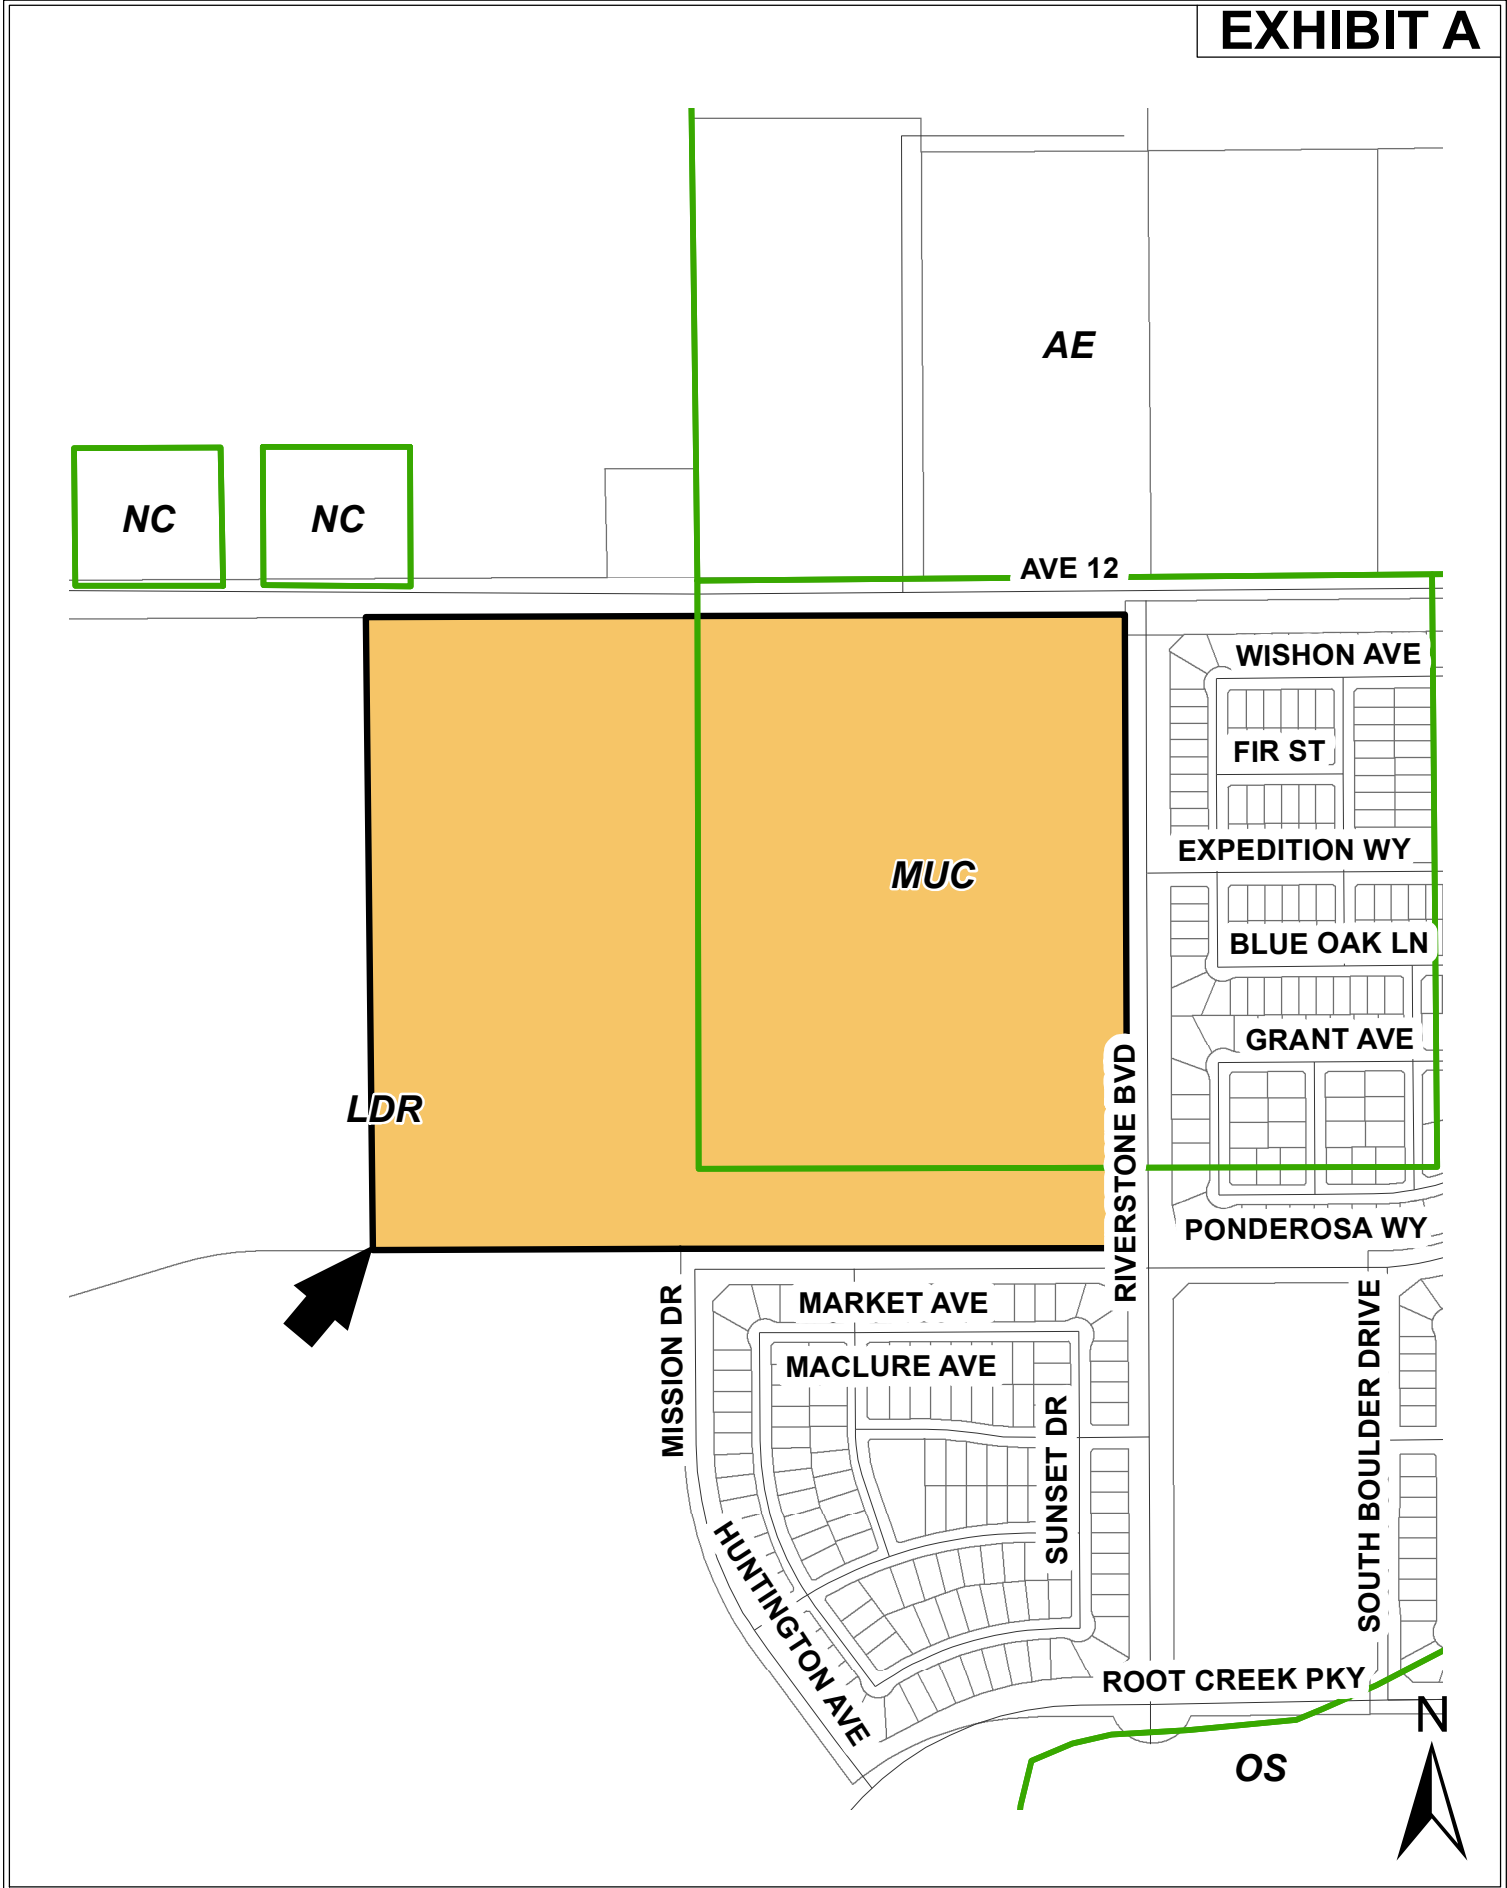 EXHIBIT A
AE
NC
NC
AVE 12
WISHON AVE
FIR ST
EXPEDITION WY
MUC
BLUE OAK LN
GRANT AVE
LDR
RIVERSTONE BVD
PONDEROSA WY
MISSION DR
MARKET AVE
MACLURE AVE
SUNSET DR
SOUTH BOULDER DRIVE
HUNTINGTON AVE
ROOT CREEK PKY
N
OS